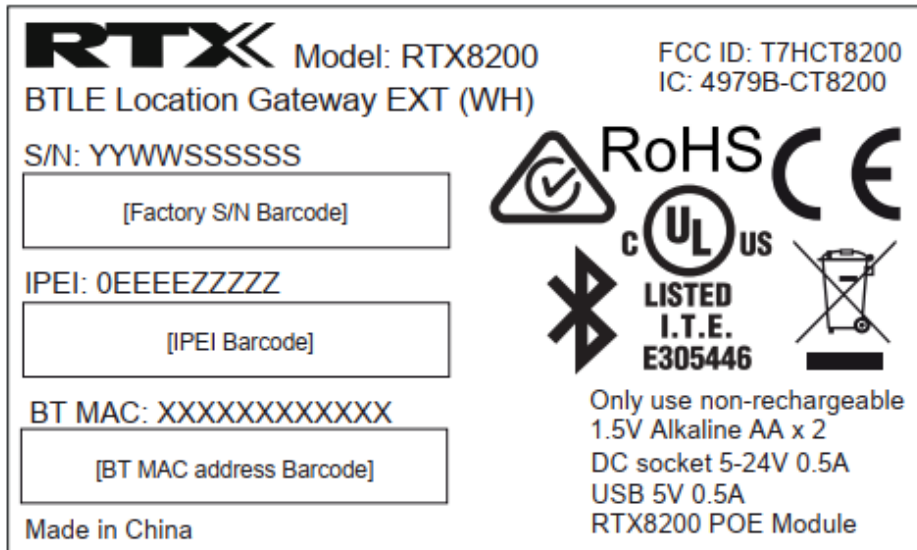 RTX Model: RTX8200
BTLE Location Gateway EXT (WH)
FCC ID: T7HCT8200
IC: 4979B-CT8200
S/N: YYWWSSSSSS
[Factory S/N Barcode]
IPEI: 0EEEEZZZZZ
[IPEI Barcode]
BT MAC: XXXXXXXXXXXX
[BT MAC address Barcode]
Made in China
RoHS
CE
C UL US
LISTED
I.T.E.
E305446
Only use non-rechargeable
1.5V Alkaline AA x 2
DC socket 5-24V 0.5A
USB 5V 0.5A
RTX8200 POE Module